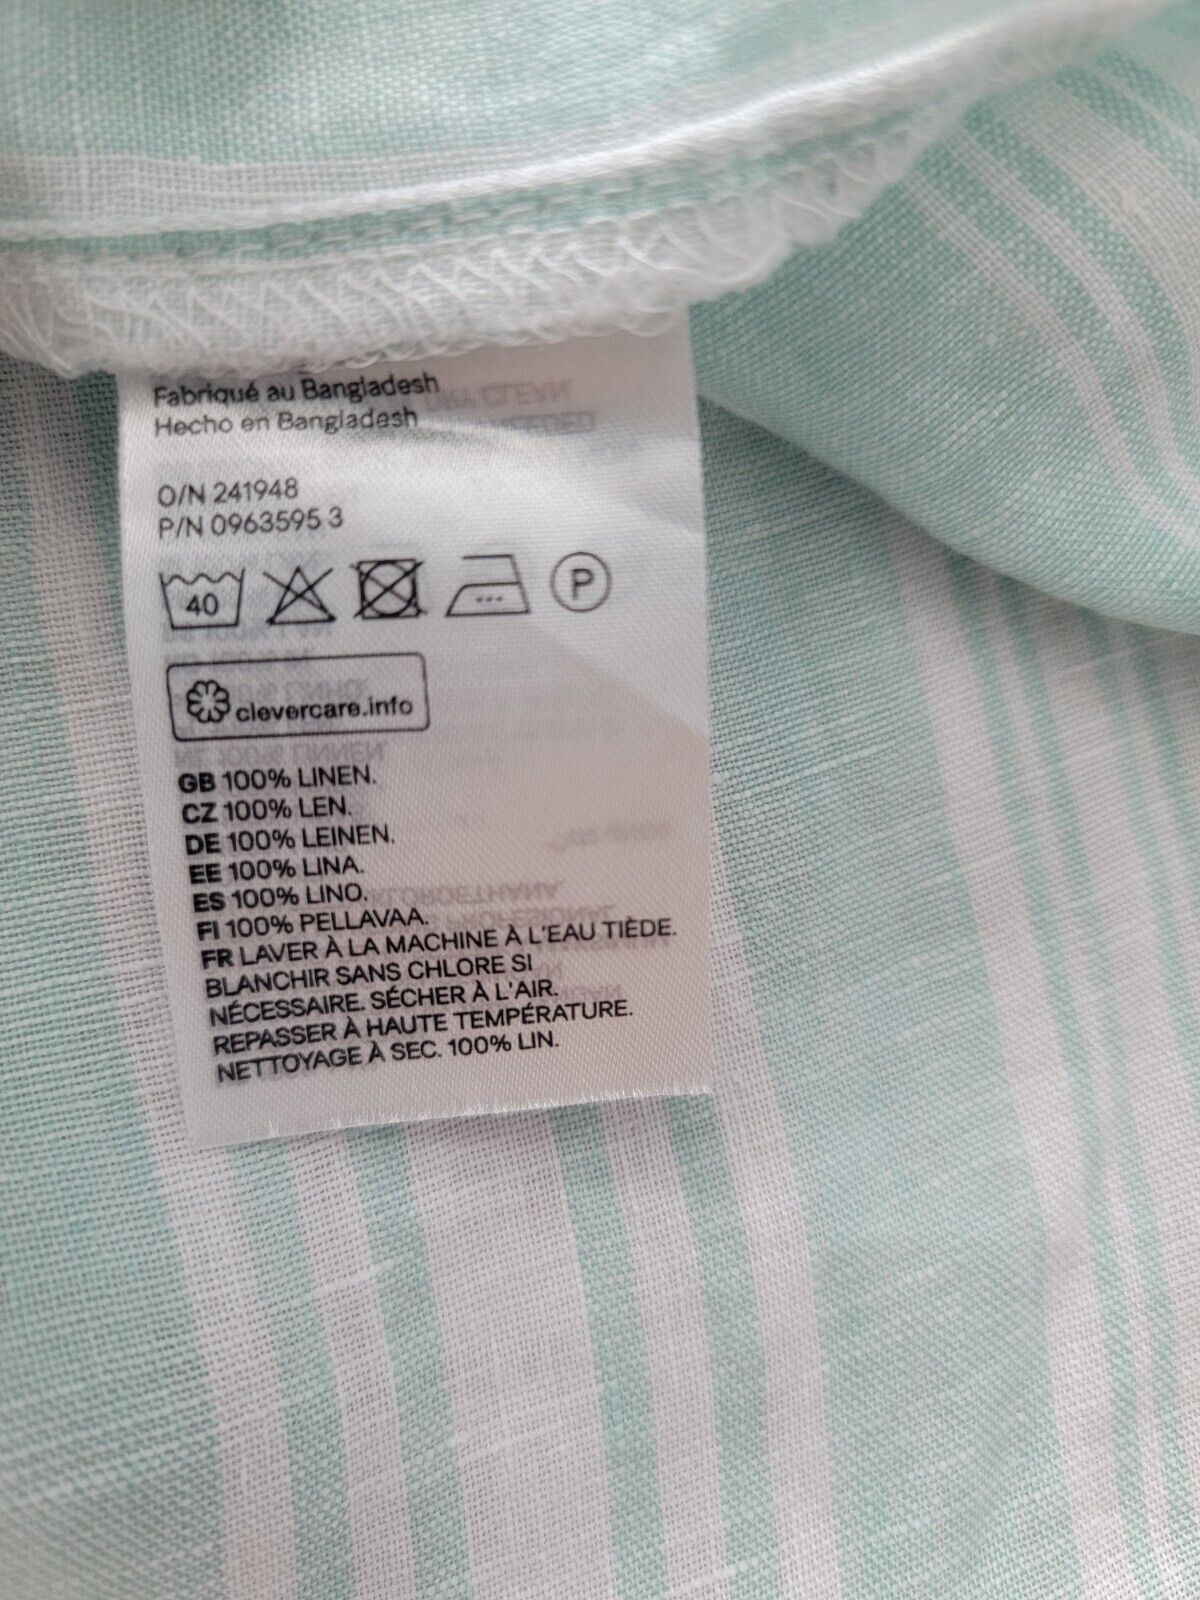 Fabriqué au Bangladesh
Hecho en Bangladesh
O/N 241948
P/N 0963595 3
40
P
clevercare.info
GB 100% LINEN.
CZ 100% LEN.
DE 100% LEINEN.
EE 100% LINA.
ES 100% LINO.
FI 100% PELLAVAA.
FR LAVER À LA MACHINE À L'EAU TIÈDE.
BLANCHIR SANS CHLORE SI
NÉCESSAIRE. SÉCHER À L'AIR.
REPASSER À HAUTE TEMPÉRATURE.
NETTOYAGE À SEC. 100% LIN.